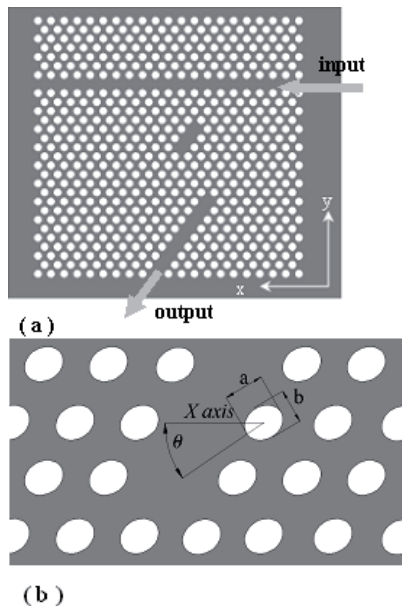 input
y
x
output
( a )
a
b
X axis
θ
( b )